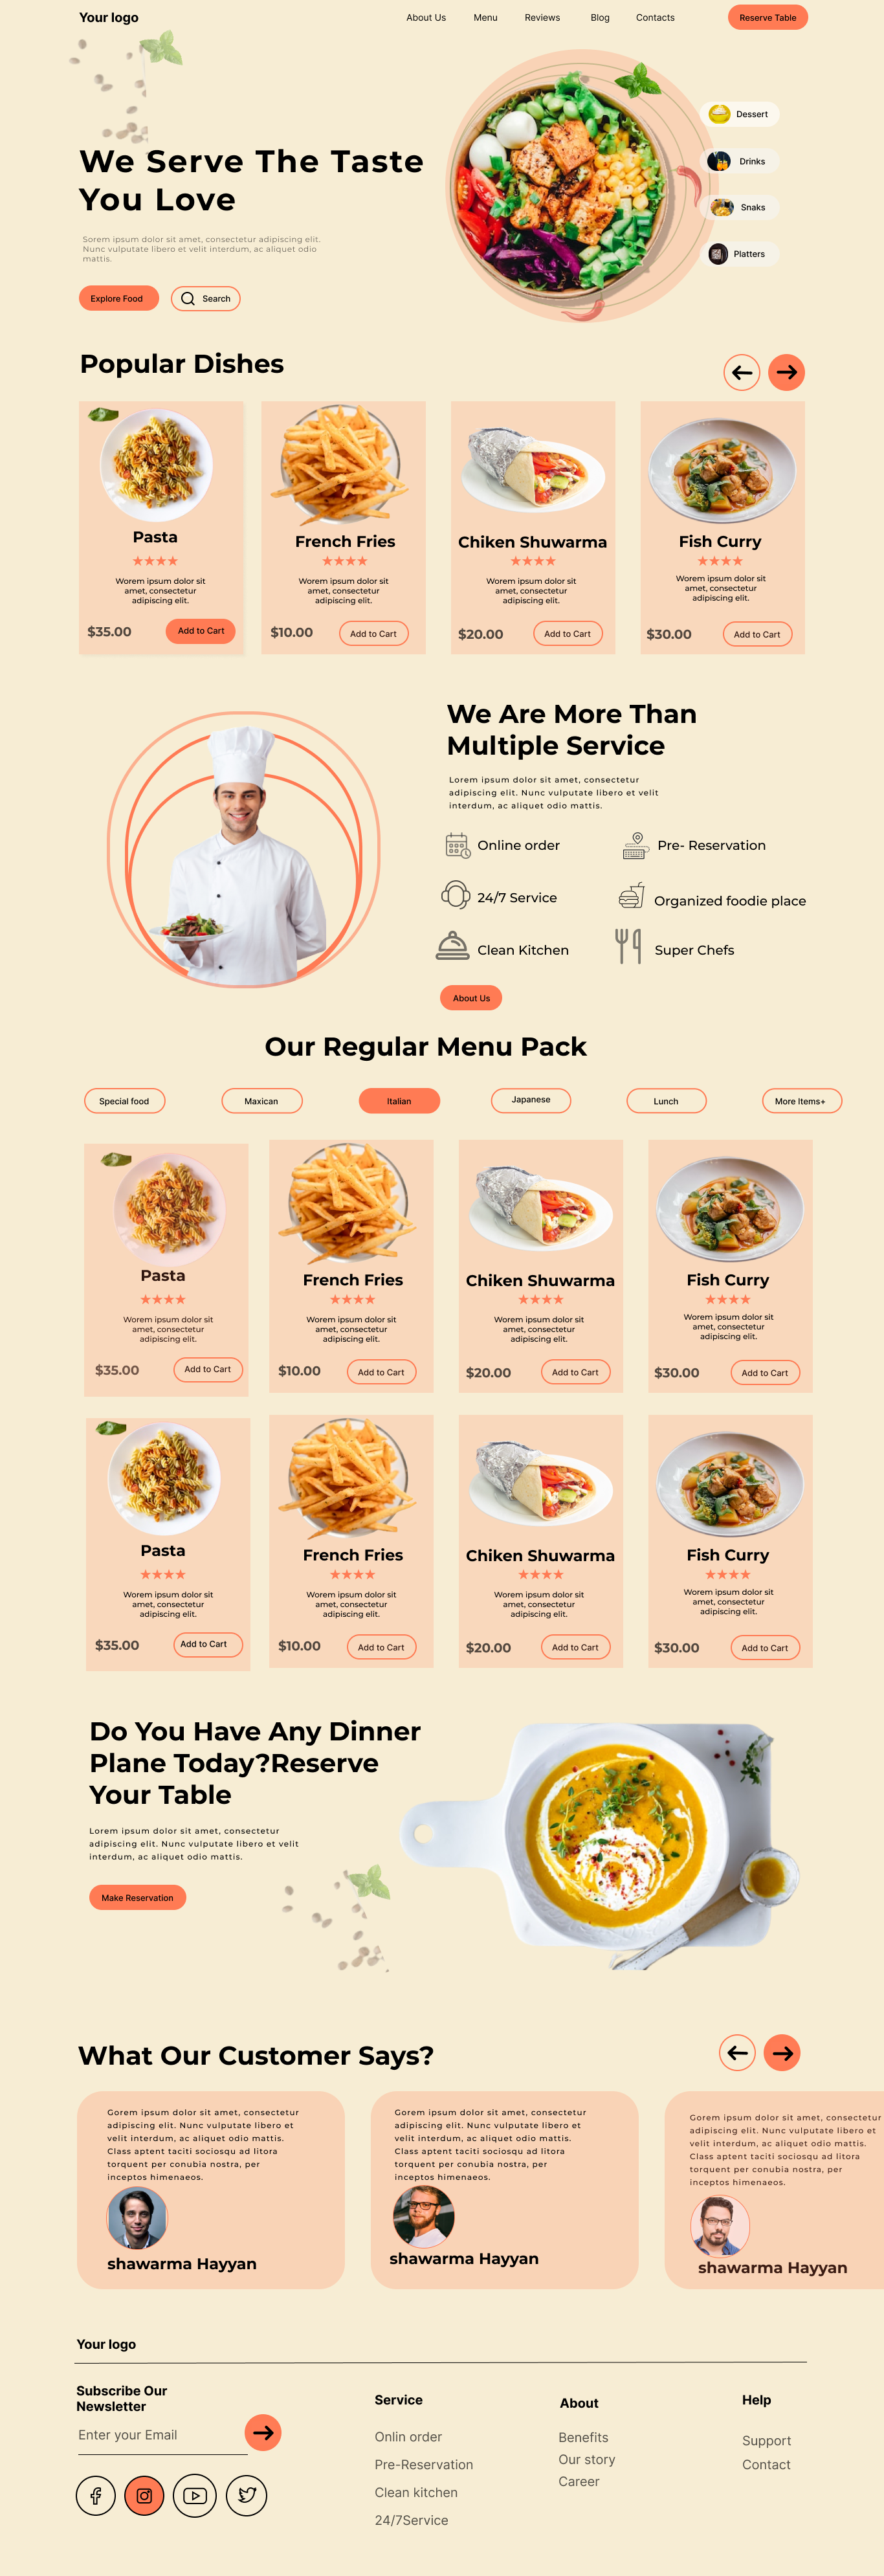 Your logo
About Us
Menu
Reviews
Blog
Contacts
Reserve Table
We Serve The Taste
You Love
Sorem ipsum dolor sit amet, consectetur adipiscing elit.
Nunc vulputate libero et velit interdum, ac aliquet odio
mattis.
Explore Food
Search
Dessert
Drinks
Snaks
Platters
Popular Dishes
Pasta
Worem ipsum dolor sit
amet, consectetur
adipiscing elit.
$35.00
Add to Cart
French Fries
Worem ipsum dolor sit
amet, consectetur
adipiscing elit.
$10.00
Add to Cart
Chiken Shuwarma
Worem ipsum dolor sit
amet, consectetur
adipiscing elit.
$20.00
Add to Cart
Fish Curry
Worem ipsum dolor sit
amet, consectetur
adipiscing elit.
$30.00
Add to Cart
We Are More Than
Multiple Service
Lorem ipsum dolor sit amet, consectetur
adipiscing elit. Nunc vulputate libero et velit
interdum, ac aliquet odio mattis.
Online order
Pre- Reservation
24/7 Service
Organized foodie place
Clean Kitchen
Super Chefs
About Us
Our Regular Menu Pack
Special food
Maxican
Italian
Japanese
Lunch
More Items+
Pasta
Worem ipsum dolor sit
amet, consectetur
adipiscing elit.
$35.00
Add to Cart
French Fries
Worem ipsum dolor sit
amet, consectetur
adipiscing elit.
$10.00
Add to Cart
Chiken Shuwarma
Worem ipsum dolor sit
amet, consectetur
adipiscing elit.
$20.00
Add to Cart
Fish Curry
Worem ipsum dolor sit
amet, consectetur
adipiscing elit.
$30.00
Add to Cart
Pasta
Worem ipsum dolor sit
amet, consectetur
adipiscing elit.
$35.00
Add to Cart
French Fries
Worem ipsum dolor sit
amet, consectetur
adipiscing elit.
$10.00
Add to Cart
Chiken Shuwarma
Worem ipsum dolor sit
amet, consectetur
adipiscing elit.
$20.00
Add to Cart
Fish Curry
Worem ipsum dolor sit
amet, consectetur
adipiscing elit.
$30.00
Add to Cart
Do You Have Any Dinner
Plane Today?Reserve
Your Table
Lorem ipsum dolor sit amet, consectetur
adipiscing elit. Nunc vulputate libero et velit
interdum, ac aliquet odio mattis.
Make Reservation
What Our Customer Says?
Gorem ipsum dolor sit amet, consectetur
adipiscing elit. Nunc vulputate libero et
velit interdum, ac aliquet odio mattis.
Class aptent taciti sociosqu ad litora
torquent per conubia nostra, per
inceptos himenaeos.
shawarma Hayyan
Gorem ipsum dolor sit amet, consectetur
adipiscing elit. Nunc vulputate libero et
velit interdum, ac aliquet odio mattis.
Class aptent taciti sociosqu ad litora
torquent per conubia nostra, per
inceptos himenaeos.
shawarma Hayyan
Gorem ipsum dolor sit amet, consectetur
adipiscing elit. Nunc vulputate libero et
velit interdum, ac aliquet odio mattis.
Class aptent taciti sociosqu ad litora
torquent per conubia nostra, per
inceptos himenaeos.
shawarma Hayyan
Your logo
Subscribe Our
Newsletter
Enter your Email
Service
Onlin order
Pre-Reservation
Clean kitchen
24/7Service
About
Benefits
Our story
Career
Help
Support
Contact